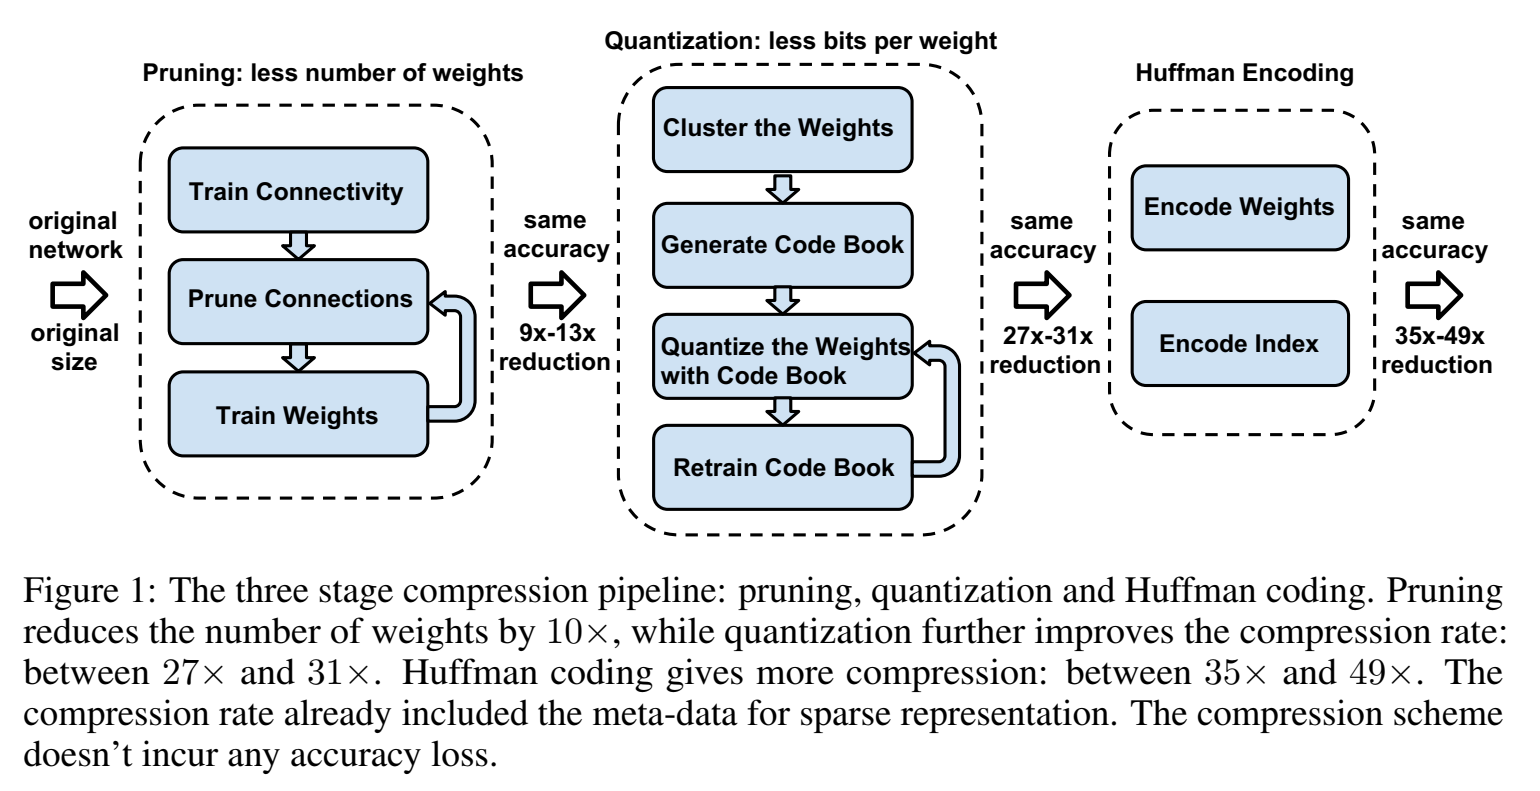 Pruning: less number of weights
Quantization: less bits per weight
Huffman Encoding
original
network
original
size
Train Connectivity
Prune Connections
Train Weights
same
accuracy
9x-13x
reduction
Cluster the Weights
Generate Code Book
Quantize the Weights
with Code Book
Retrain Code Book
same
accuracy
27x-31x
reduction
Encode Weights
Encode Index
same
accuracy
35x-49x
reduction
Figure 1: The three stage compression pipeline: pruning, quantization and Huffman coding. Pruning
reduces the number of weights by 10×, while quantization further improves the compression rate:
between 27× and 31×. Huffman coding gives more compression: between 35× and 49×. The
compression rate already included the meta-data for sparse representation. The compression scheme
doesn't incur any accuracy loss.